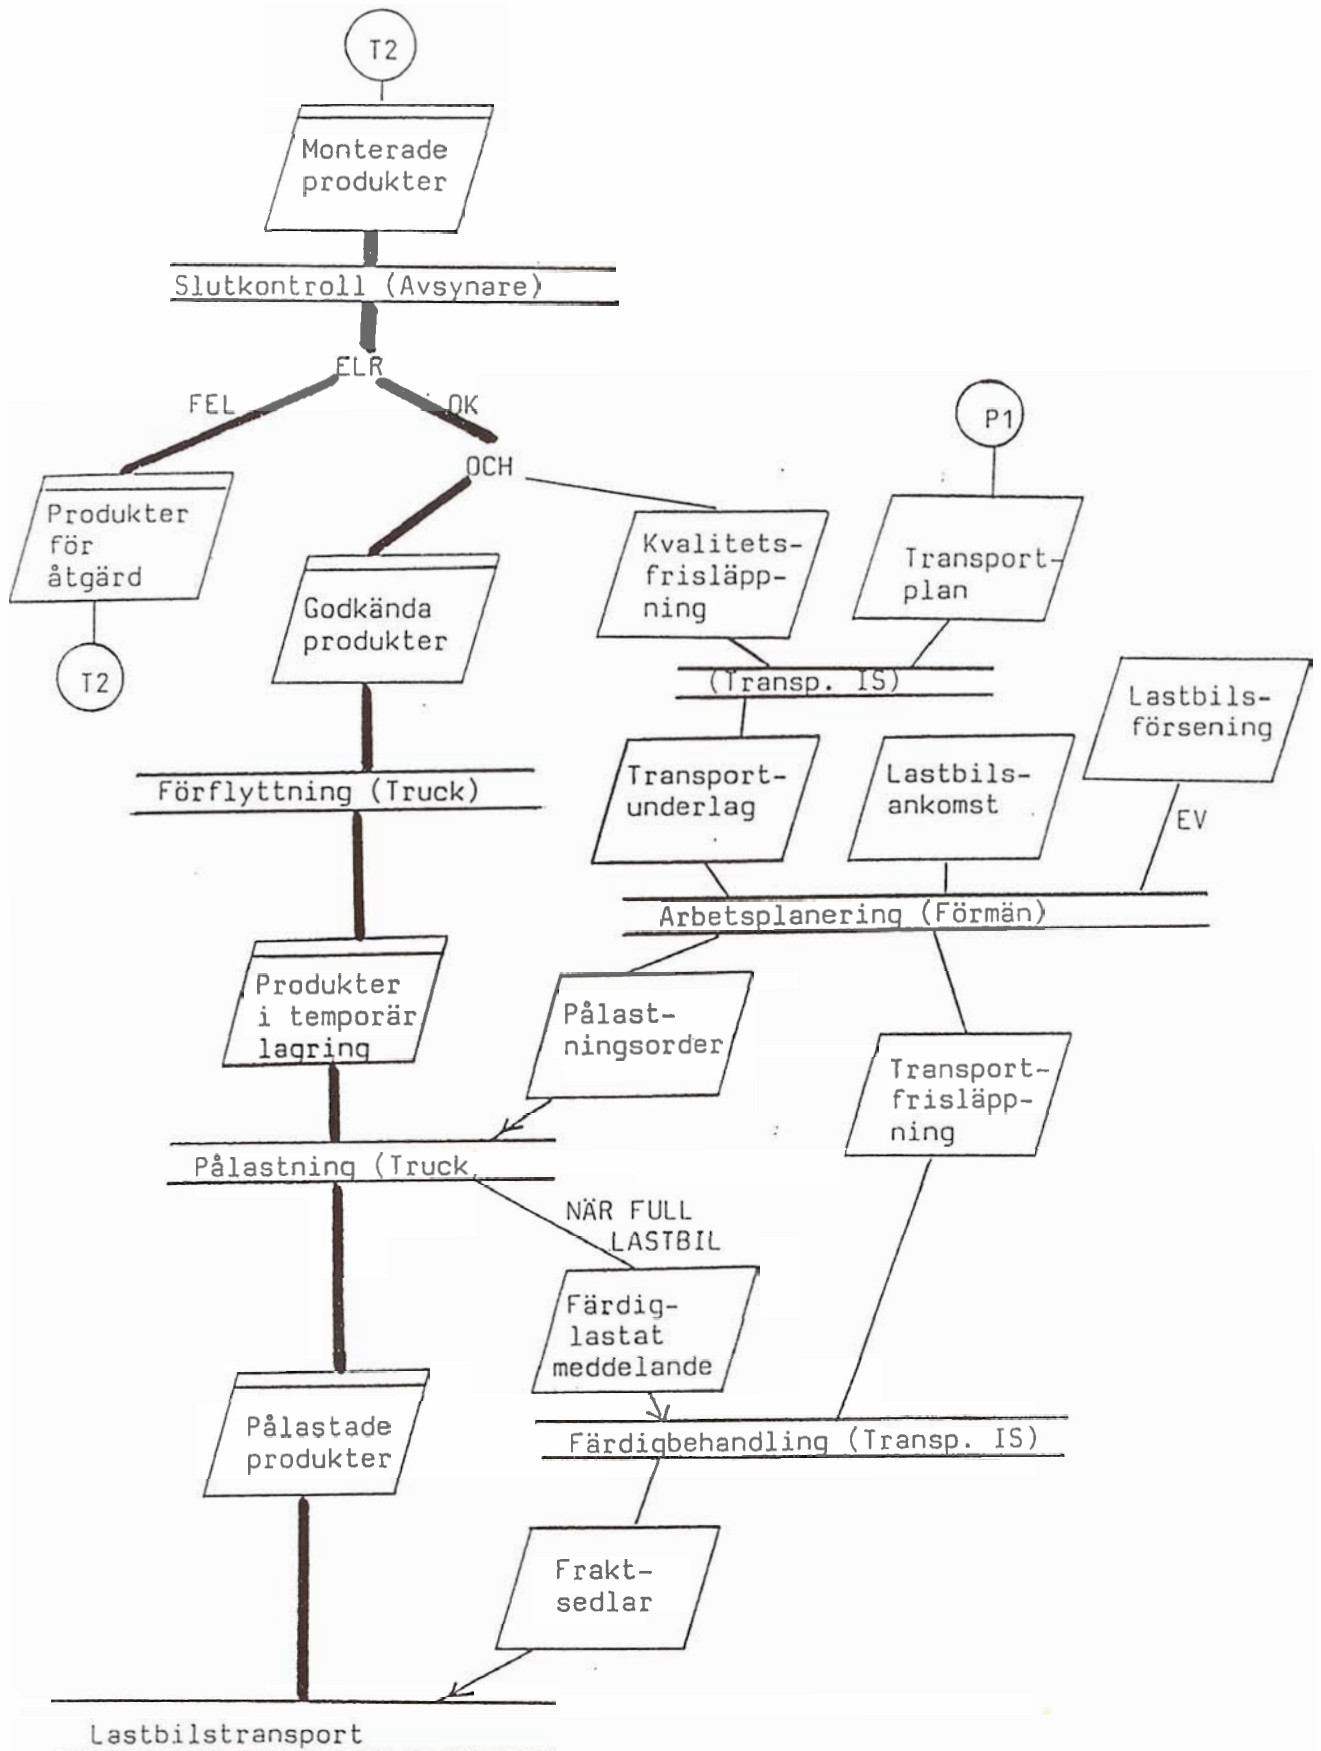 T2
Monterade
produkter
Slutkontroll (Avsynare)
ELR
FEL
OK
OCH
P1
Produkter
för
åtgärd
T2
Godkända
produkter
Kvalitets-
frisläpp-
ning
Transport-
plan
(Transp. IS)
Lastbils-
försening
EV
Förflyttning (Truck)
Transport-
underlag
Lastbils-
ankomst
Arbetsplanering (Förmän)
Produkter
i temporär
lagring
Pålast-
ningsorder
Transport-
frisläpp-
ning
Pålastning (Truck
NÄR FULL
LASTBIL
Färdig-
lastat
meddelande
Pålastade
produkter
Färdigbehandling (Transp. IS)
Frakt-
sedlar
Lastbilstransport